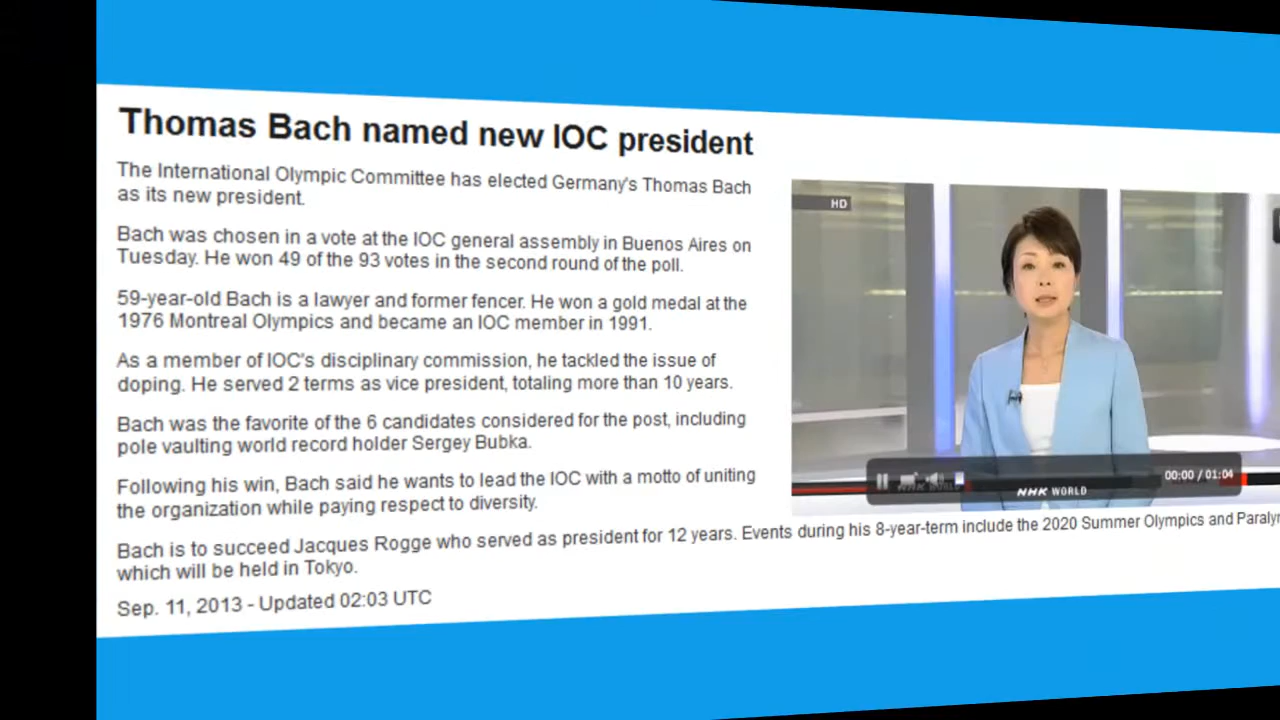 Thomas Bach named new IOC president
The International Olympic Committee has elected Germany's Thomas Bach
as its new president.
Bach was chosen in a vote at the IOC general assembly in Buenos Aires on
Tuesday. He won 49 of the 93 votes in the second round of the poll.
59-year-old Bach is a lawyer and former fencer. He won a gold medal at the
1976 Montreal Olympics and became an IOC member in 1991.
As a member of IOC's disciplinary commission, he tackled the issue of
doping. He served 2 terms as vice president, totaling more than 10 years.
Bach was the favorite of the 6 candidates considered for the post, including
pole vaulting world record holder Sergey Bubka.
Following his win, Bach said he wants to lead the IOC with a motto of uniting
the organization while paying respect to diversity.
Bach is to succeed Jacques Rogge who served as president for 12 years. Events during his 8-year-term include the 2020 Summer Olympics and Paralym
which will be held in Tokyo.
Sep. 11, 2013 - Updated 02:03 UTC
HD
00:00 / 01:04
NHK WORLD